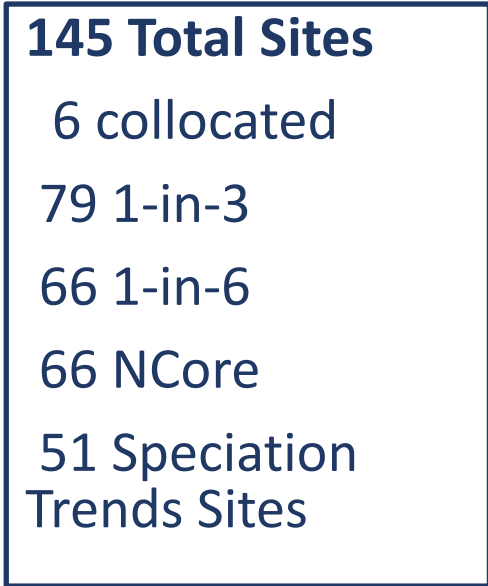 145 Total Sites
6 collocated
79 1-in-3
66 1-in-6
66 NCore
51 Speciation
Trends Sites